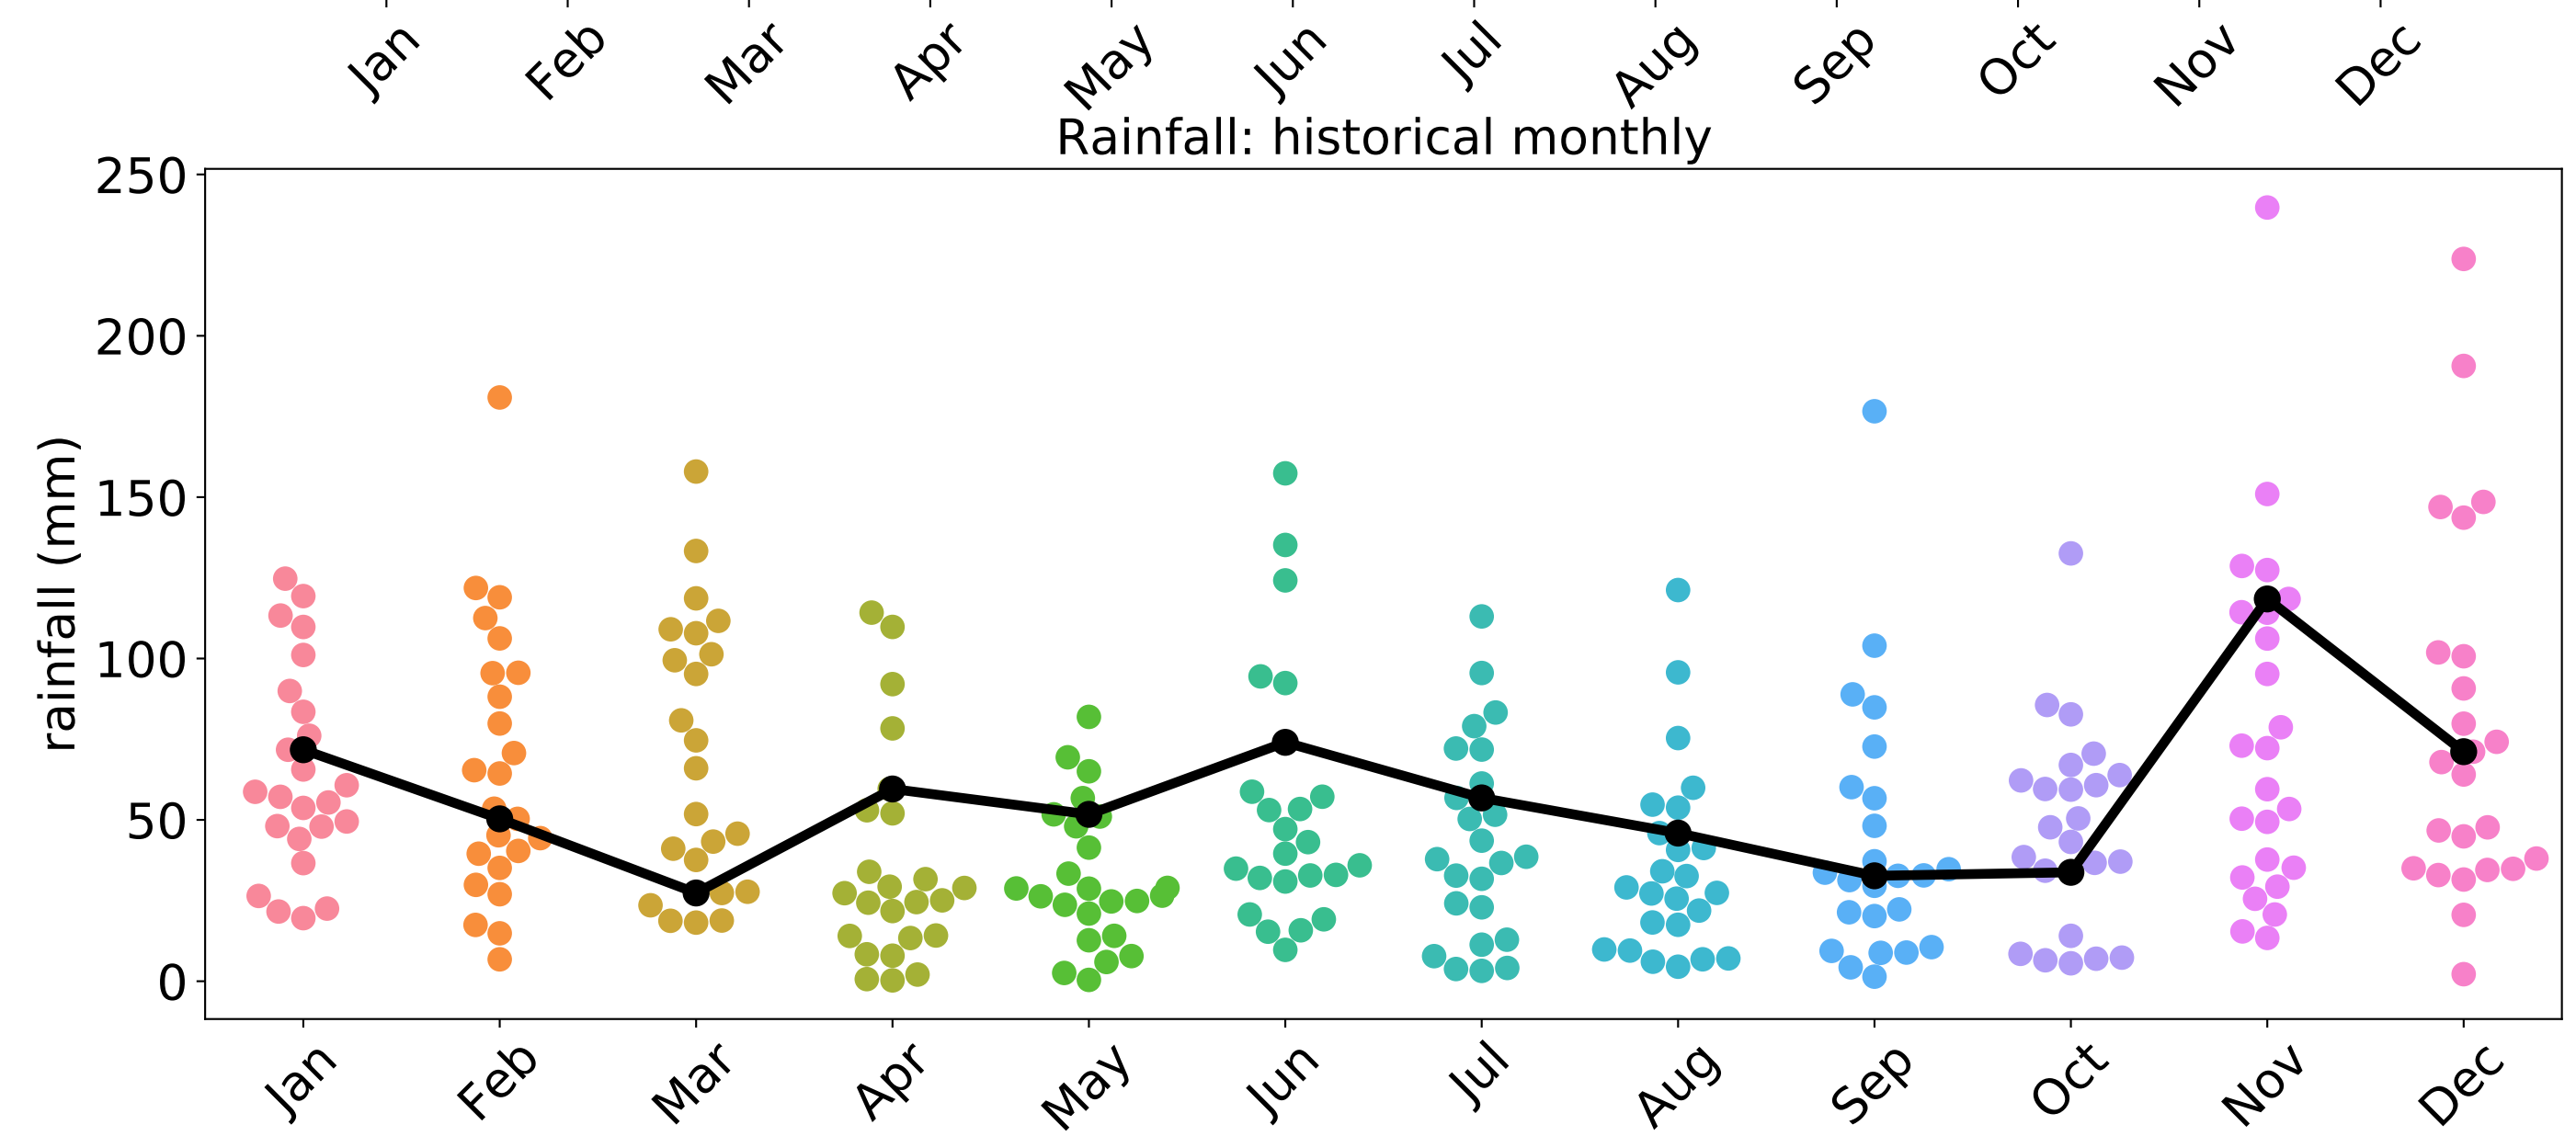 Jan Feb Mar Apr May Jun Jul Aug Sep Oct Nov Dec
Rainfall: historical monthly
rainfall (mm)
250
200
150
100
50
0
Jan Feb Mar Apr May Jun Jul Aug Sep Oct Nov Dec